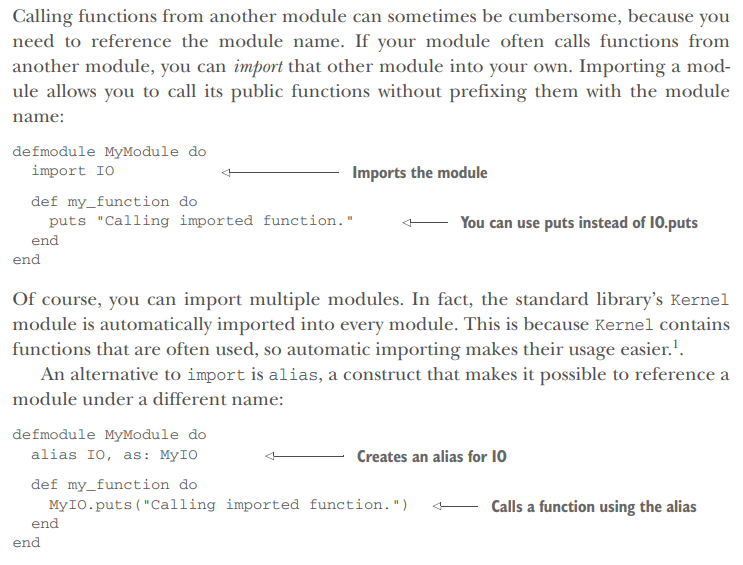 Calling functions from another module can sometimes be cumbersome, because you
need to reference the module name. If your module often calls functions from
another module, you can import that other module into your own. Importing a mod-
ule allows you to call its public functions without prefixing them with the module
name:
defmodule MyModule do
import IO
Imports the module
def my_function do
puts "Calling imported function."
You can use puts instead of IO.puts
end
end
Of course, you can import multiple modules. In fact, the standard library's Kernel
module is automatically imported into every module. This is because Kernel contains
functions that are often used, so automatic importing makes their usage easier.1.
An alternative to import is alias, a construct that makes it possible to reference a
module under a different name:
defmodule MyModule do
alias IO, as: MyIO
Creates an alias for IO
def my_function do
MyIO.puts("Calling imported function.")
Calls a function using the alias
end
end